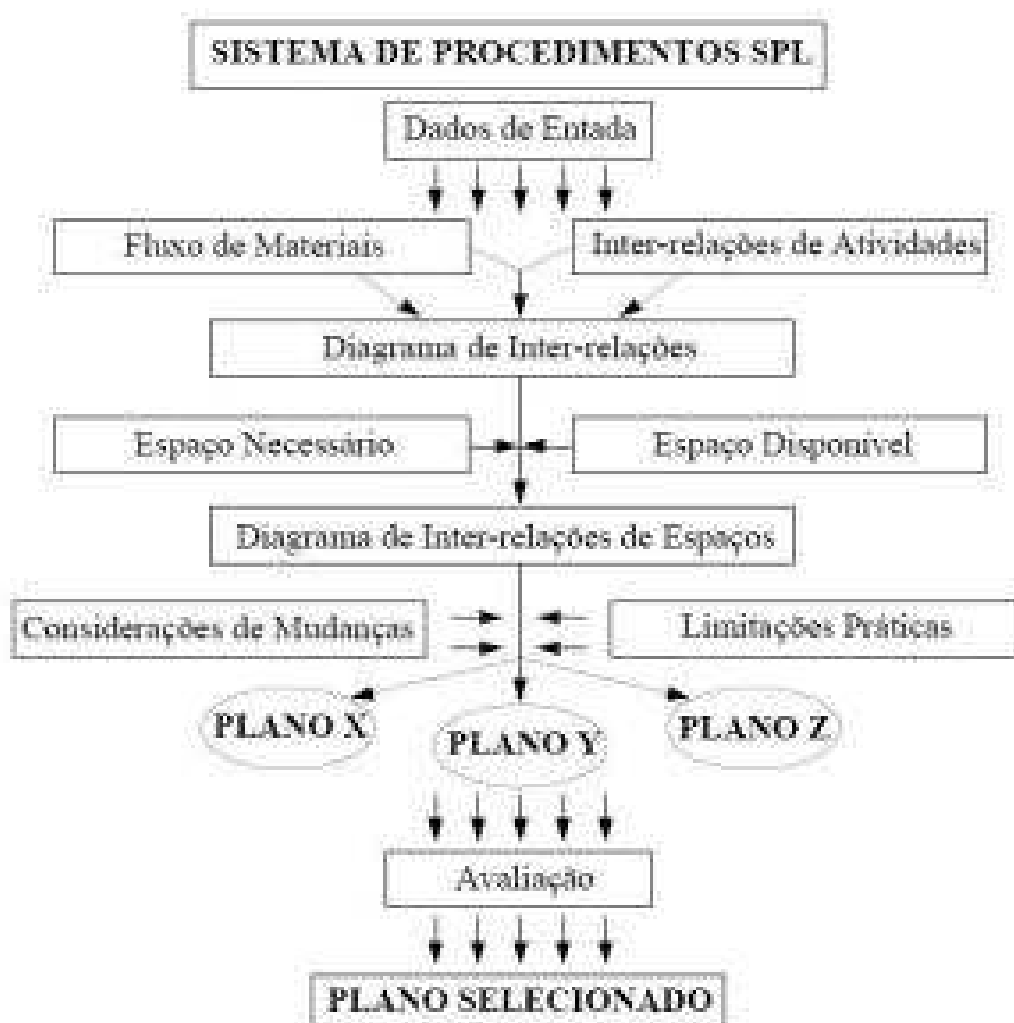 SISTEMA DE PROCEDIMENTOS SPL
Dados de Entada
Fluxo de Materiais
Inter-relações de Atividades
Diagrama de Inter-relações
Espaço Necessário
Espaço Disponível
Diagrama de Inter-relações de Espaços
Considerações de Mudanças
Limitações Práticas
PLANO X
PLANO Y
PLANO Z
Avaliação
PLANO SELECIONADO